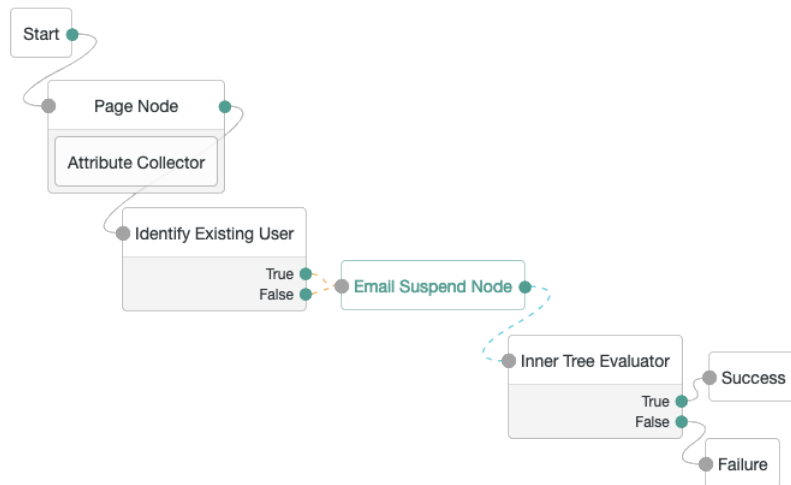 Start
Page Node
Attribute Collector
Identify Existing User
True
False
Email Suspend Node
Inner Tree Evaluator
True
False
Success
Failure